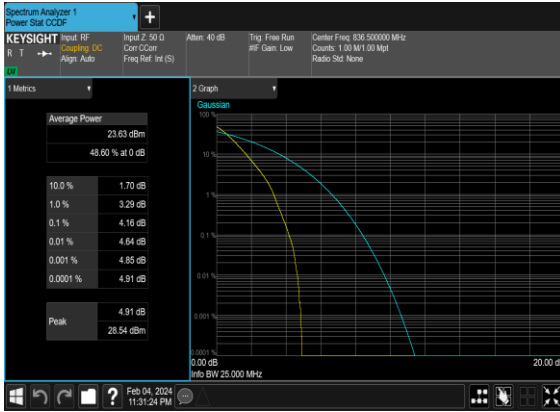 Spectrum Analyzer 1
Power Stat CCDF
KEYSIGHT
R T
Input: RF
Coupling: DC
Align: Auto
Input Z: 50 Ω
Corr CCorr
Freq Ref: Int (S)
Atten: 40 dB
Trig: Free Run
#IF Gain: Low
Center Freq: 836.500000 MHz
Counts: 1.00 M/1.00 Mpt
Radio Std: None
1 Metrics
Average Power
23.63 dBm
48.60 % at 0 dB
10.0 % 1.70 dB
1.0 % 3.29 dB
0.1 % 4.16 dB
0.01 % 4.64 dB
0.001 % 4.85 dB
0.0001 % 4.91 dB
Peak
4.91 dB
28.54 dBm
2 Graph
Gaussian
100 %
10 %
1 %
0.1 %
0.01 %
0.001 %
0.0001 %
0.00 dB
20.00 d
Info BW 25.000 MHz
?
Feb 04, 2024
11:31:24 PM